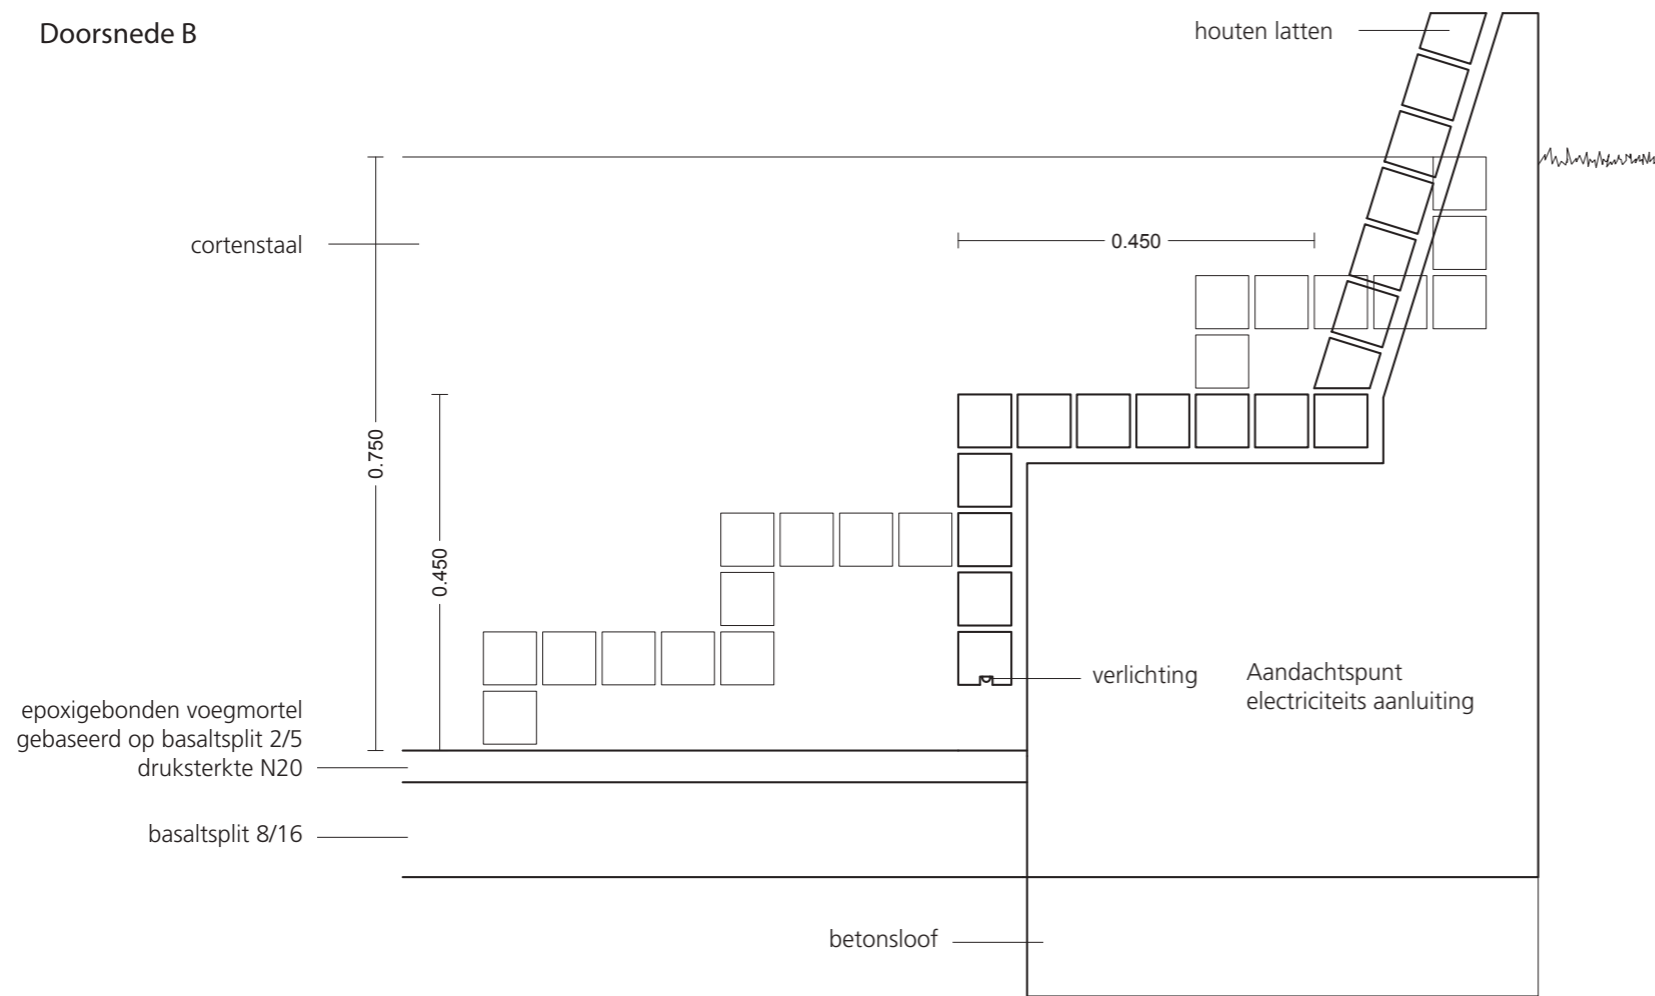 Doorsnede B
houten latten
cortenstaal
0.450
0.750
0.450
verlichting
Aandachtspunt
electriciteits aanluiting
epoxigebonden voegmortel
gebaseerd op basaltsplit 2/5
druksterkte N20
basaltsplit 8/16
betonsloof